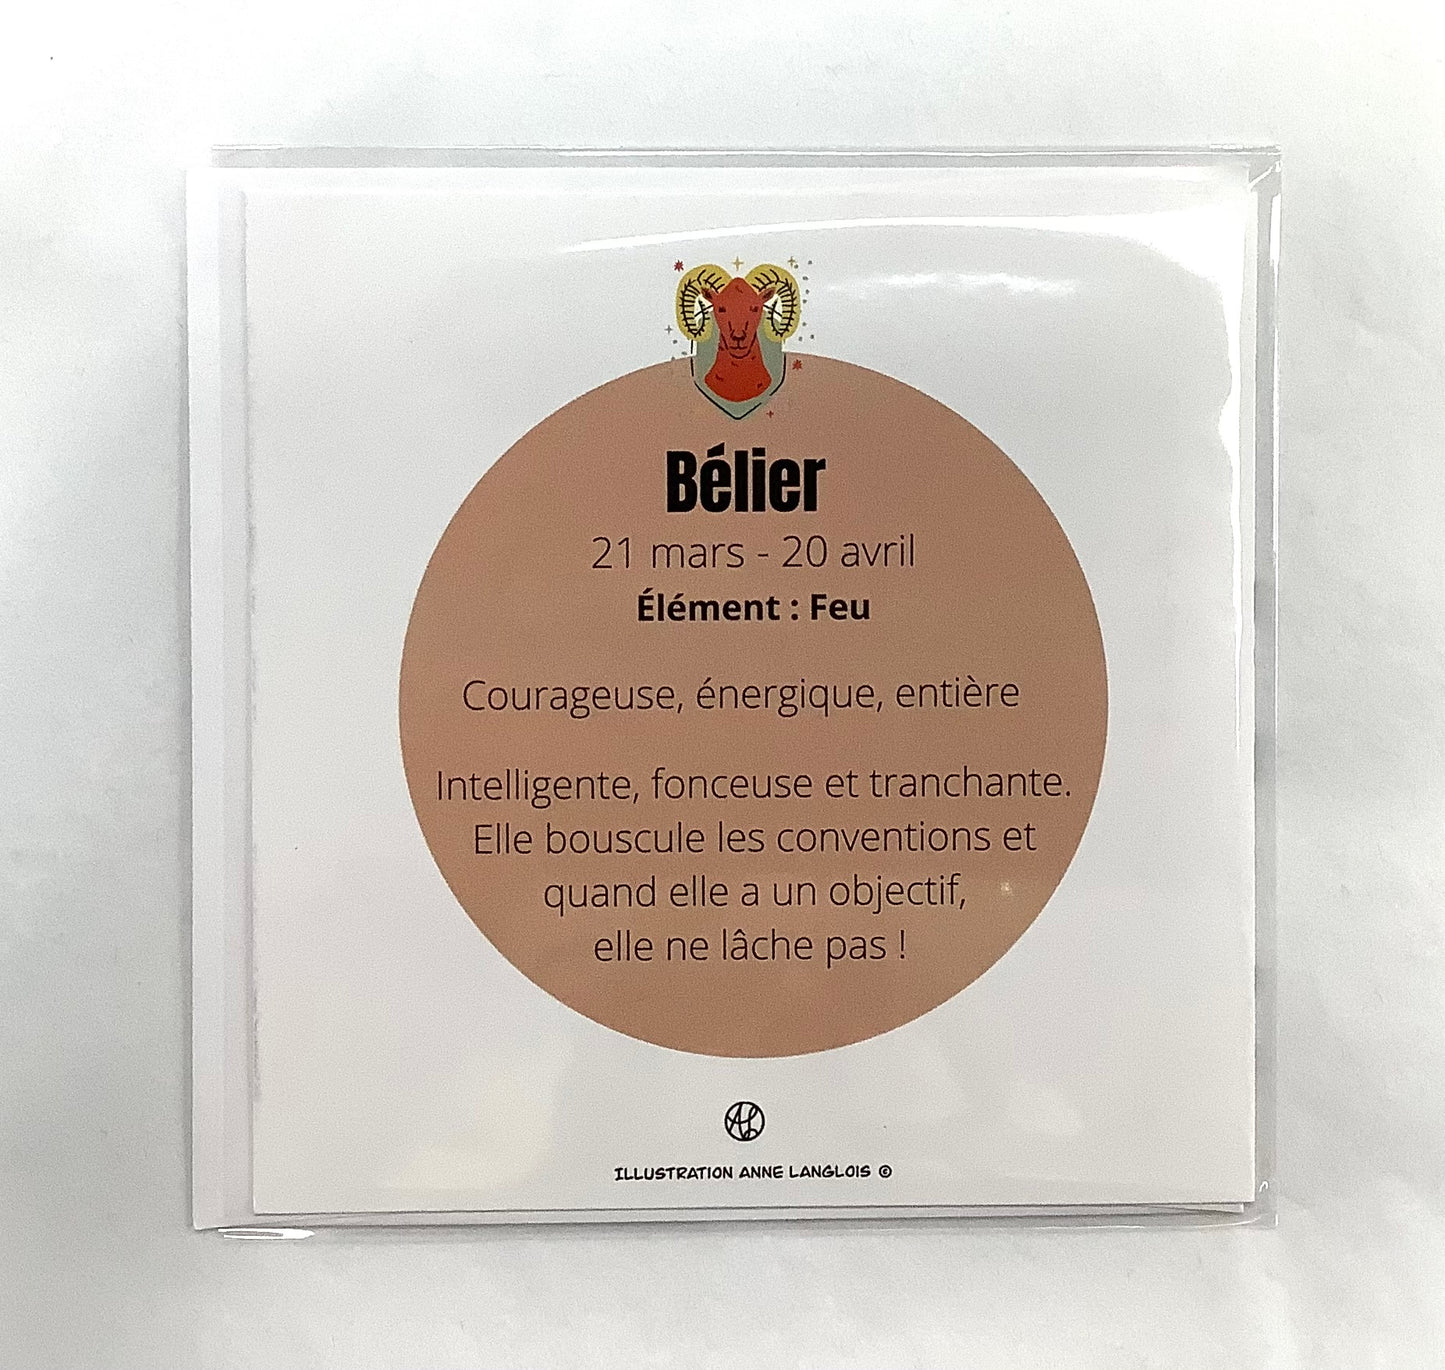 Bélier
21 mars - 20 avril
Élément : Feu
Courageuse, énergique, entière
Intelligente, fonceuse et tranchante.
Elle bouscule les conventions et
quand elle a un objectif,
elle ne lâche pas !
AL
ILLUSTRATION ANNE LANGLOIS ©